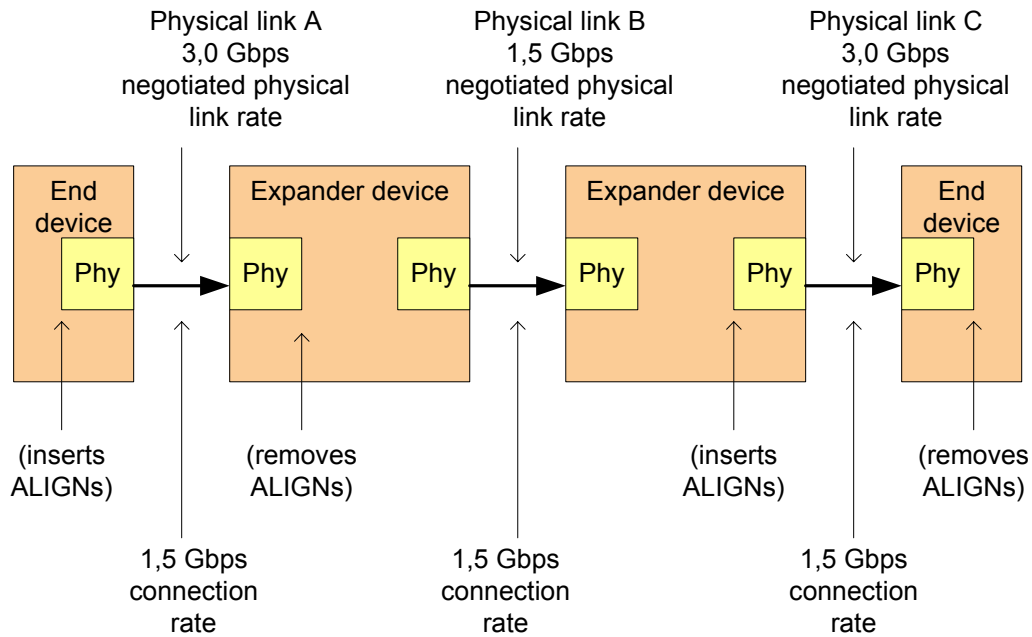 Physical link A
3,0 Gbps
negotiated physical
link rate
Physical link B
1,5 Gbps
negotiated physical
link rate
Physical link C
3,0 Gbps
negotiated physical
link rate
End
device
Phy
Expander device
Phy
Phy
Expander device
Phy
Phy
End
device
Phy
(inserts
ALIGNs)
(removes
ALIGNs)
(inserts
ALIGNs)
(removes
ALIGNs)
1,5 Gbps
connection
rate
1,5 Gbps
connection
rate
1,5 Gbps
connection
rate